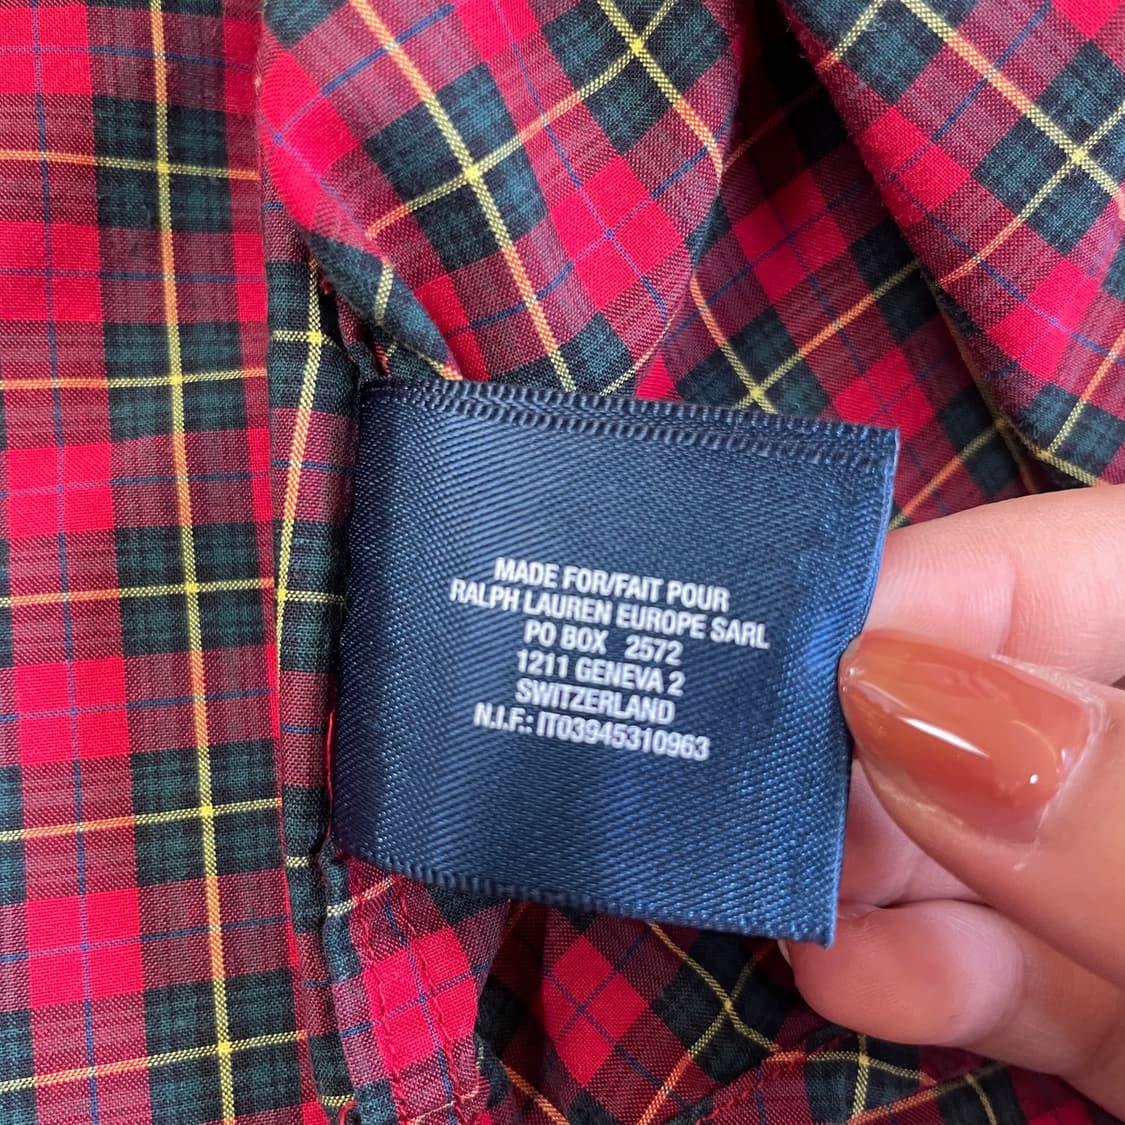 MADE FOR/FAIT POUR
RALPH LAUREN EUROPE SARL
PO BOX 2572
1211 GENEVA 2
SWITZERLAND
N.I.F.: IT03945310963